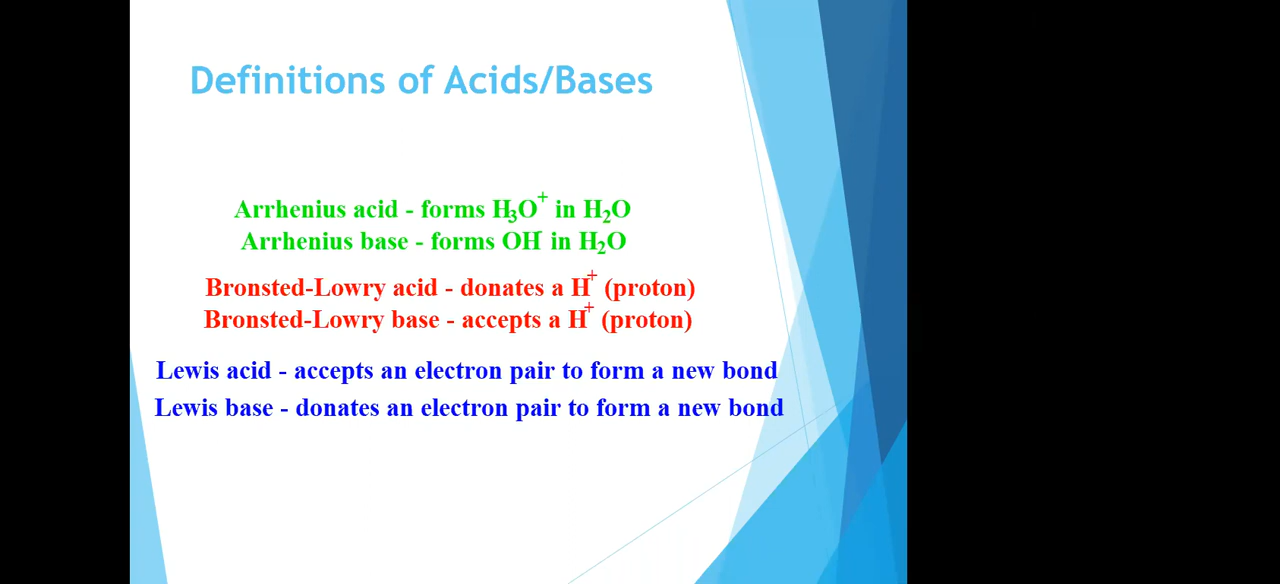 Definitions of Acids/Bases
Arrhenius acid - forms H₃O⁺ in H₂O
Arrhenius base - forms OH⁻ in H₂O
Bronsted-Lowry acid - donates a H⁺ (proton)
Bronsted-Lowry base - accepts a H⁺ (proton)
Lewis acid - accepts an electron pair to form a new bond
Lewis base - donates an electron pair to form a new bond